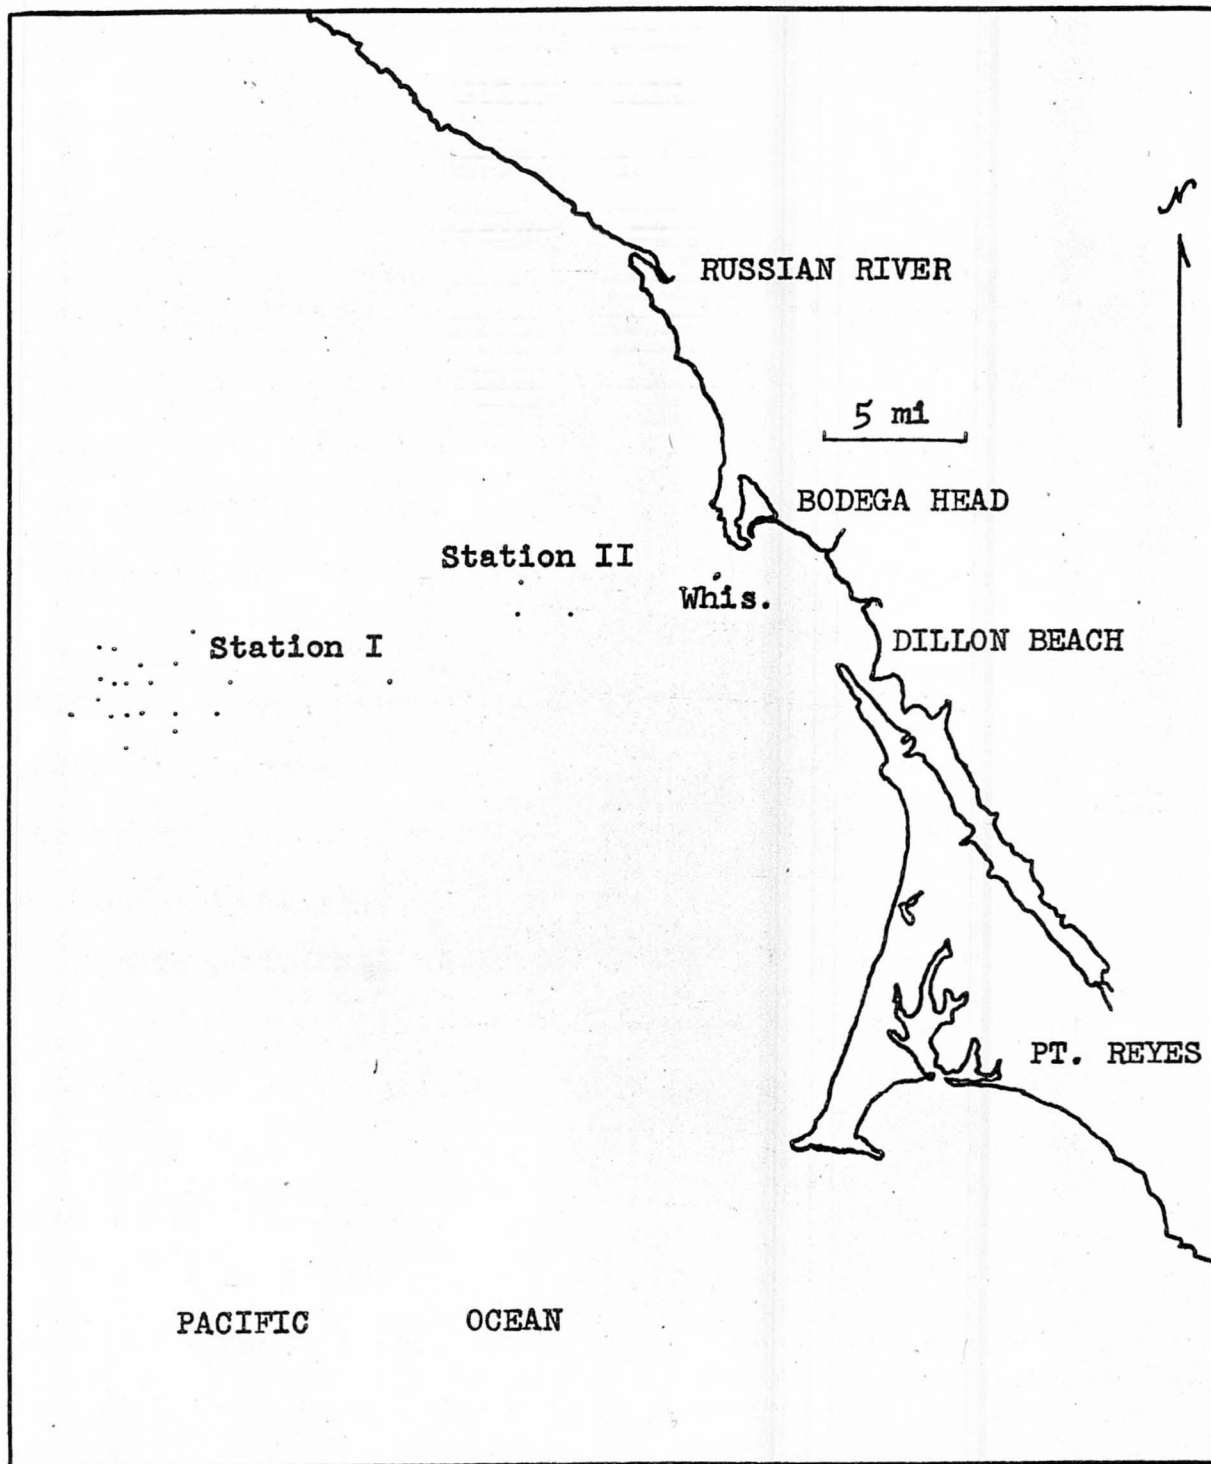 N
RUSSIAN RIVER
5 mi
BODEGA HEAD
Station II
Whis.
Station I
DILLON BEACH
PT. REYES
PACIFIC OCEAN